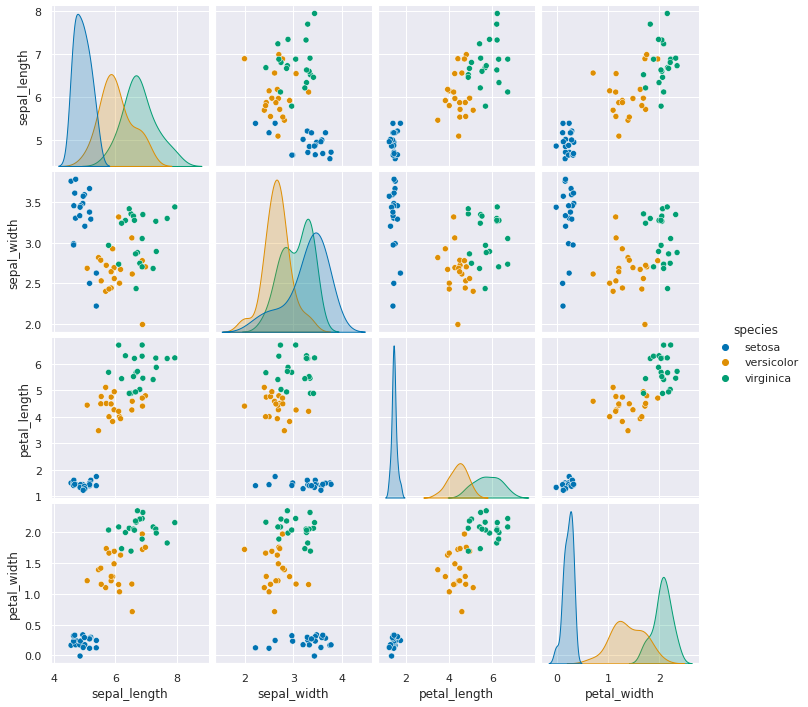 8
7
6
5
sepal_length
3.5
3.0
2.5
2.0
sepal_width
species
setosa
versicolor
virginica
6
5
4
3
2
1
petal_length
2.0
1.5
1.0
0.5
0.0
petal_width
4 6 8
2 3 4
2 4 6
0 1 2
sepal_length
sepal_width
petal_length
petal_width